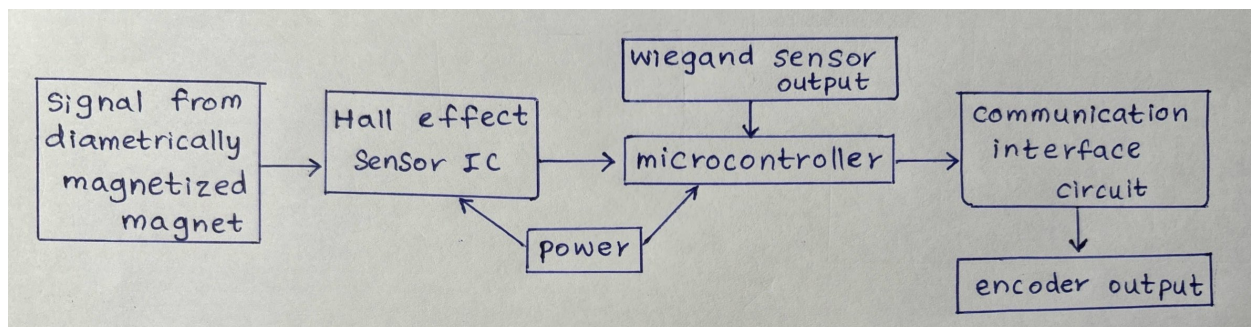 Signal from
diametrically
magnetized
magnet
Hall effect
Sensor IC
wiegand sensor
output
microcontroller
power
communication
interface
circuit
encoder output